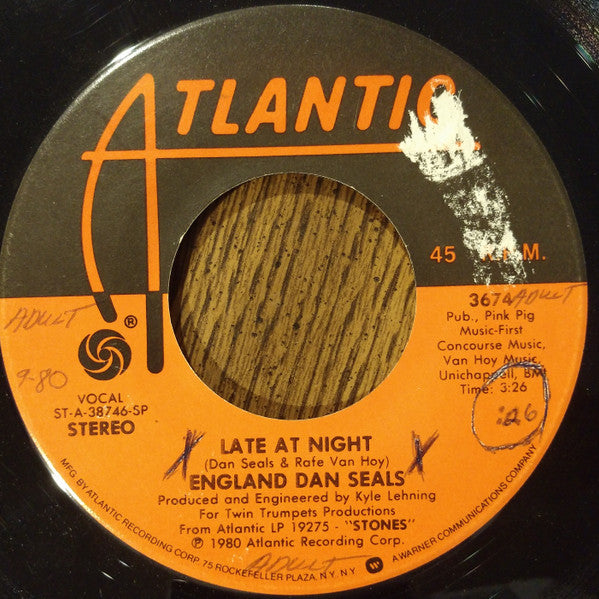 ATLANTIC
45 R.P.M.
3674 ADULT
ADULT
®
9-80
Pub., Pink Pig
Music-First
Concourse Music,
Van Hoy Music,
Unichappell, BMI
Time: 3:26
:26
VOCAL
ST-A-38746-SP
STEREO
X LATE AT NIGHT X
(Dan Seals & Rafe Van Hoy)
ENGLAND DAN SEALS
Produced and Engineered by Kyle Lehning
For Twin Trumpets Productions
From Atlantic LP 19275 - "STONES"
℗ 1980 Atlantic Recording Corp.
ADULT
MFG. BY ATLANTIC RECORDING CORP. 75 ROCKEFELLER PLAZA, N.Y. N.Y. A WARNER COMMUNICATIONS COMPANY